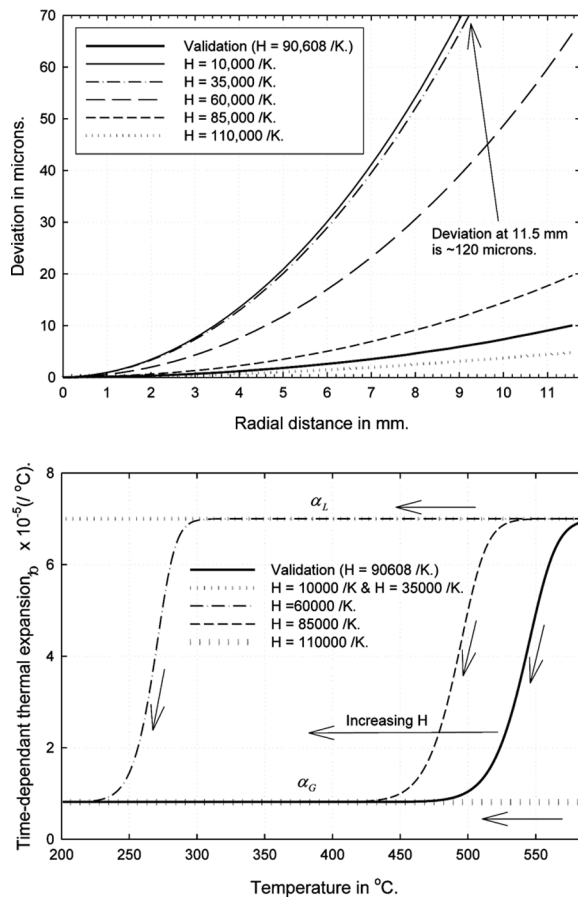 70
60
50
40
30
20
10
0
Deviation in microns.
Validation (H = 90,608 /K.)
H = 10,000 /K.
H = 35,000 /K.
H = 60,000 /K.
H = 85,000 /K.
H = 110,000 /K.
Deviation at 11.5 mm
is ~120 microns.
0 1 2 3 4 5 6 7 8 9 10 11
Radial distance in mm.
8
6
4
2
0
Time-dependant thermal expansion, x 10⁻⁵(/ °C).
α_L
Validation (H = 90608 /K.)
H = 10000 /K & H = 35000 /K.
H =60000 /K.
H = 85000 /K.
H = 110000 /K.
Increasing H
α_G
200 250 300 350 400 450 500 550
Temperature in °C.